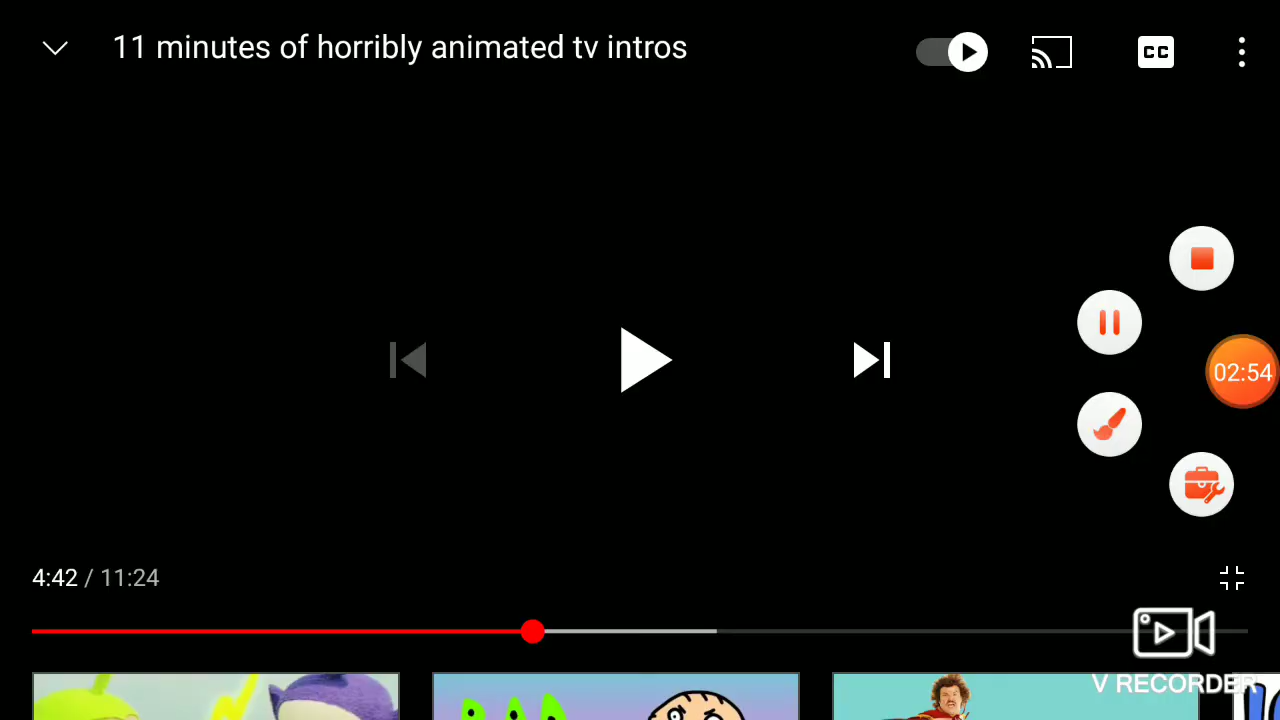 11 minutes of horribly animated tv intros
CC
02:54
4:42 / 11:24
V RECORDER